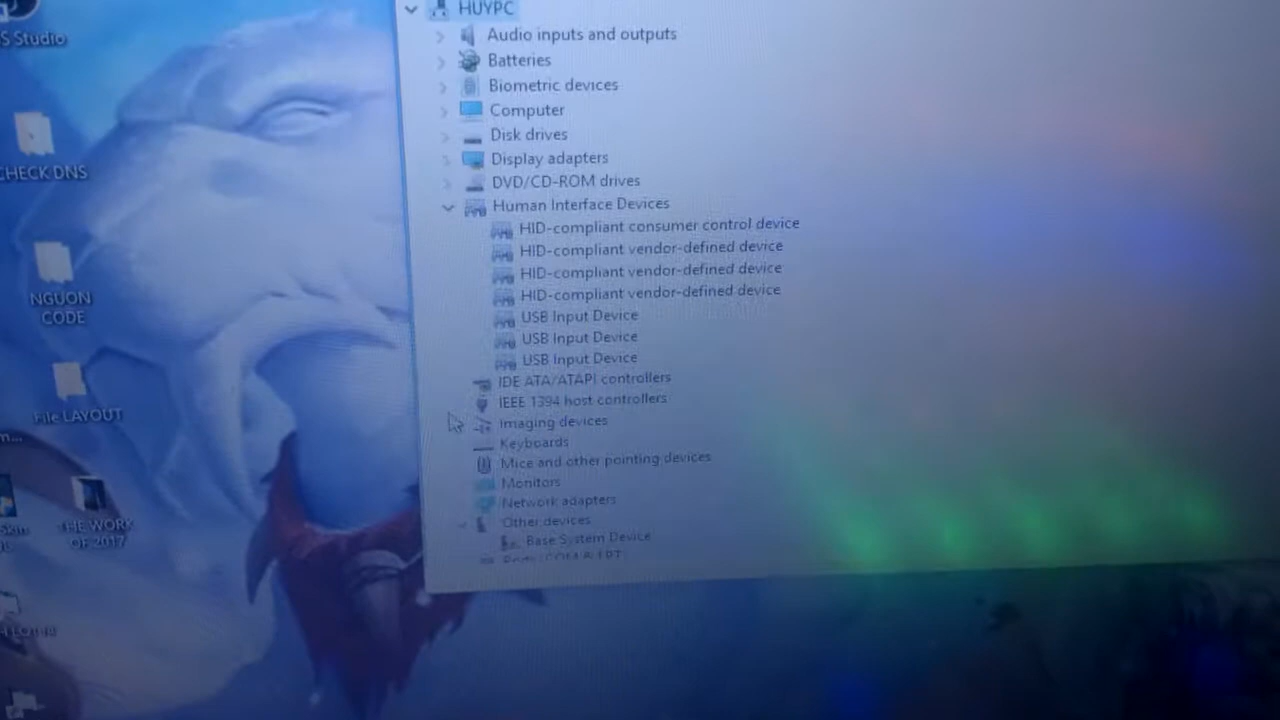 S Studio
CHECK DNS
NGUON
CODE
File LAYOUT
HE WORK
OF 2017
HUYPC
Audio inputs and outputs
Batteries
Biometric devices
Computer
Disk drives
Display adapters
DVD/CD-ROM drives
Human Interface Devices
HID-compliant consumer control device
HID-compliant vendor-defined device
HID-compliant vendor-defined device
HID-compliant vendor-defined device
USB Input Device
USB Input Device
USB Input Device
IDE ATA/ATAPI controllers
IEEE 1394 host controllers
Imaging devices
Keyboards
Mice and other pointing devices
Monitors
Network adapters
Other devices
Base System Device